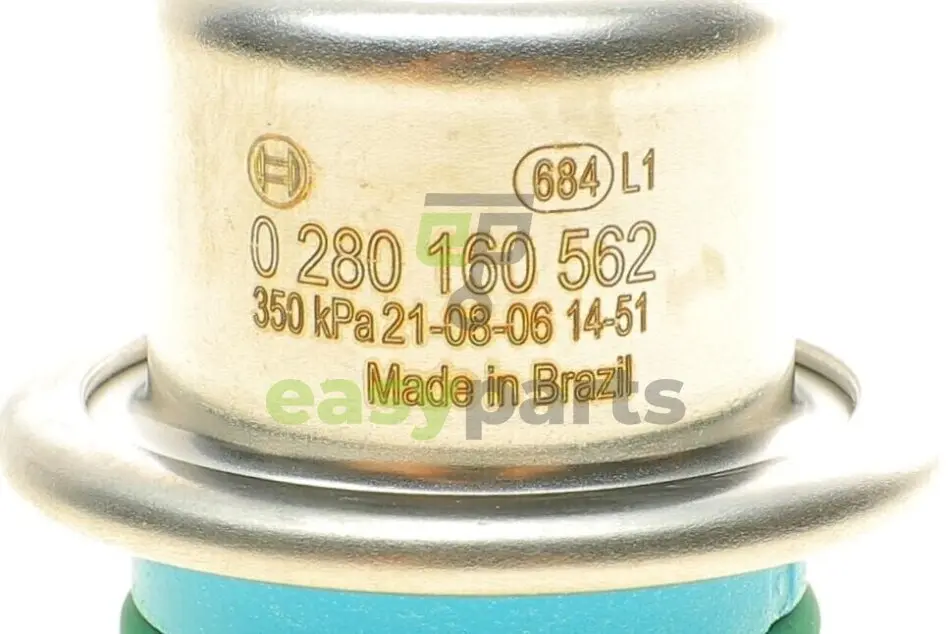 684 L1
0 280 160 562
350 kPa 21-08-06 14-51
Made in Brazil
easyparts